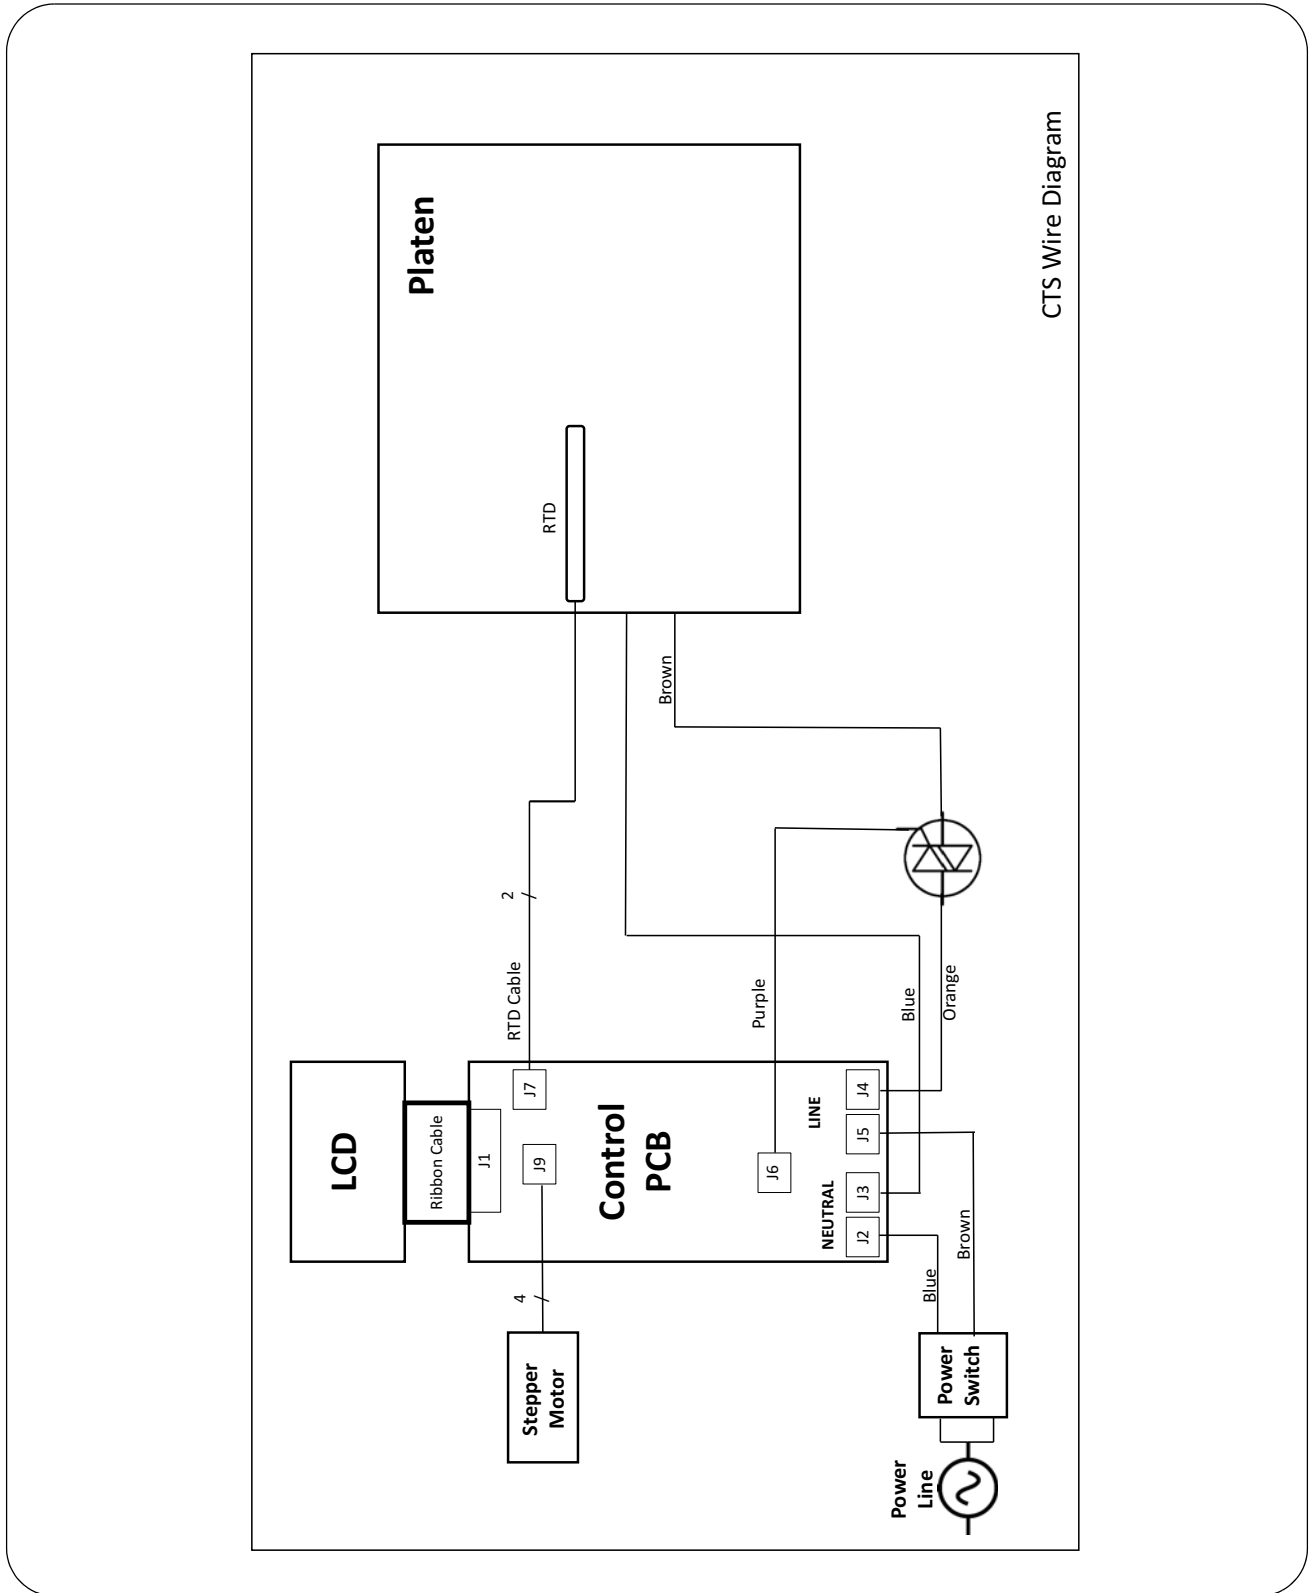 LCD
Ribbon Cable
J1
J9
J7
Stepper
Motor
4
RTD Cable
2
RTD
Platen
Control
PCB
J6
Purple
Brown
NEUTRAL
LINE
J2
J3
J5
J4
Blue
Orange
Blue
Brown
Power
Switch
Power
Line
CTS Wire Diagram